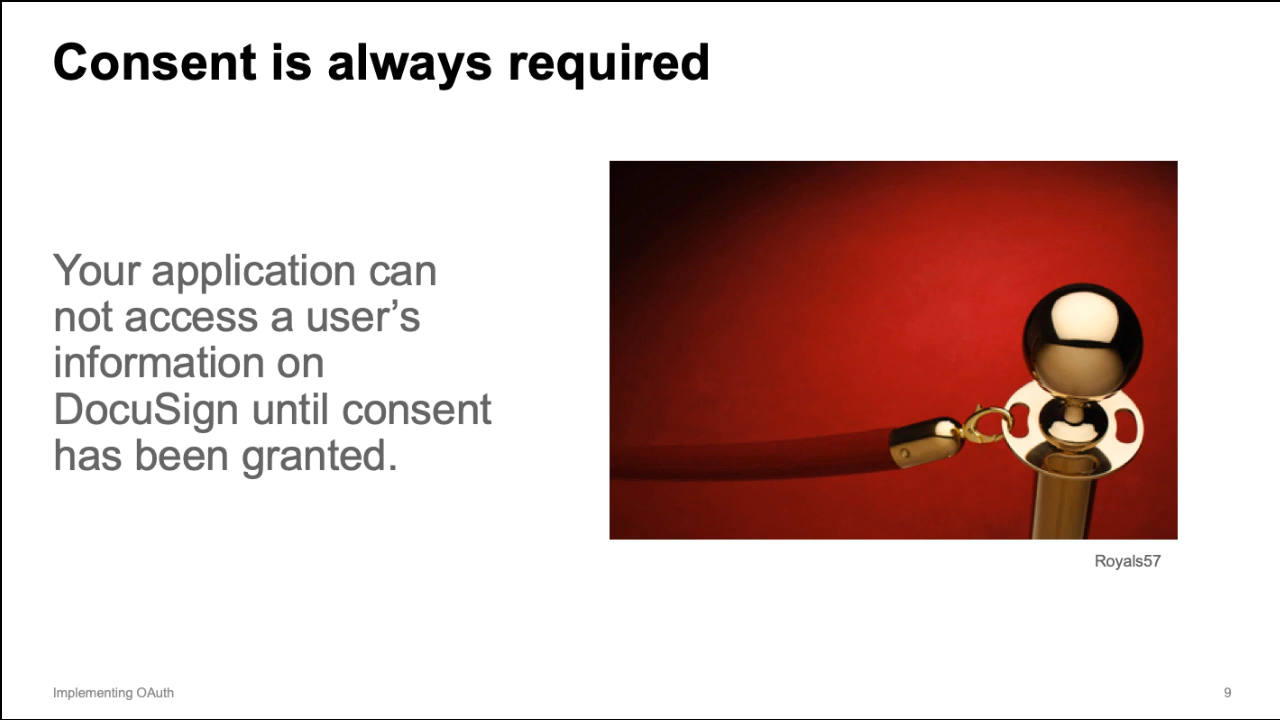 Consent is always required
Your application can
not access a user’s
information on
DocuSign until consent
has been granted.
Royals57
Implementing OAuth
9